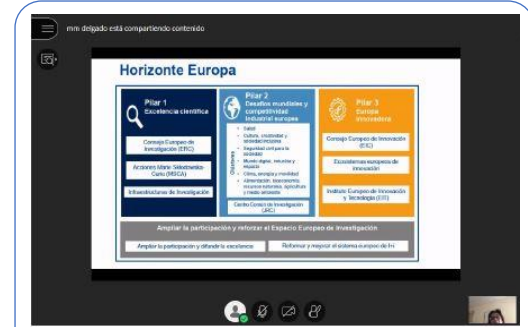 mm delgado está compartiendo contenido
Horizonte Europa
Pilar 1
Excelencia científica
Consejo Europeo de
Investigación (ERC)
Acciones Marie Skłodowska-
Curie (MSCA)
Infraestructuras de Investigación
Pilar 2
Desafíos mundiales y
competitividad
industrial europea
Clústeres
Salud
Cultura, creatividad y
sociedad inclusiva
Seguridad civil para la
sociedad
Mundo digital, industria y
espacio
Clima, energía y movilidad
Alimentación, bioeconomía,
recursos naturales, agricultura
y medio ambiente
Centro Común de Investigación
(JRC)
Pilar 3
Europa
innovadora
Consejo Europeo de Innovación
(EIC)
Ecosistemas europeos de
innovación
Instituto Europeo de Innovación
y Tecnología (EIT)
Ampliar la participación y reforzar el Espacio Europeo de Investigación
Ampliar la participación y difundir la excelencia
Reformar y mejorar el sistema europeo de I+i